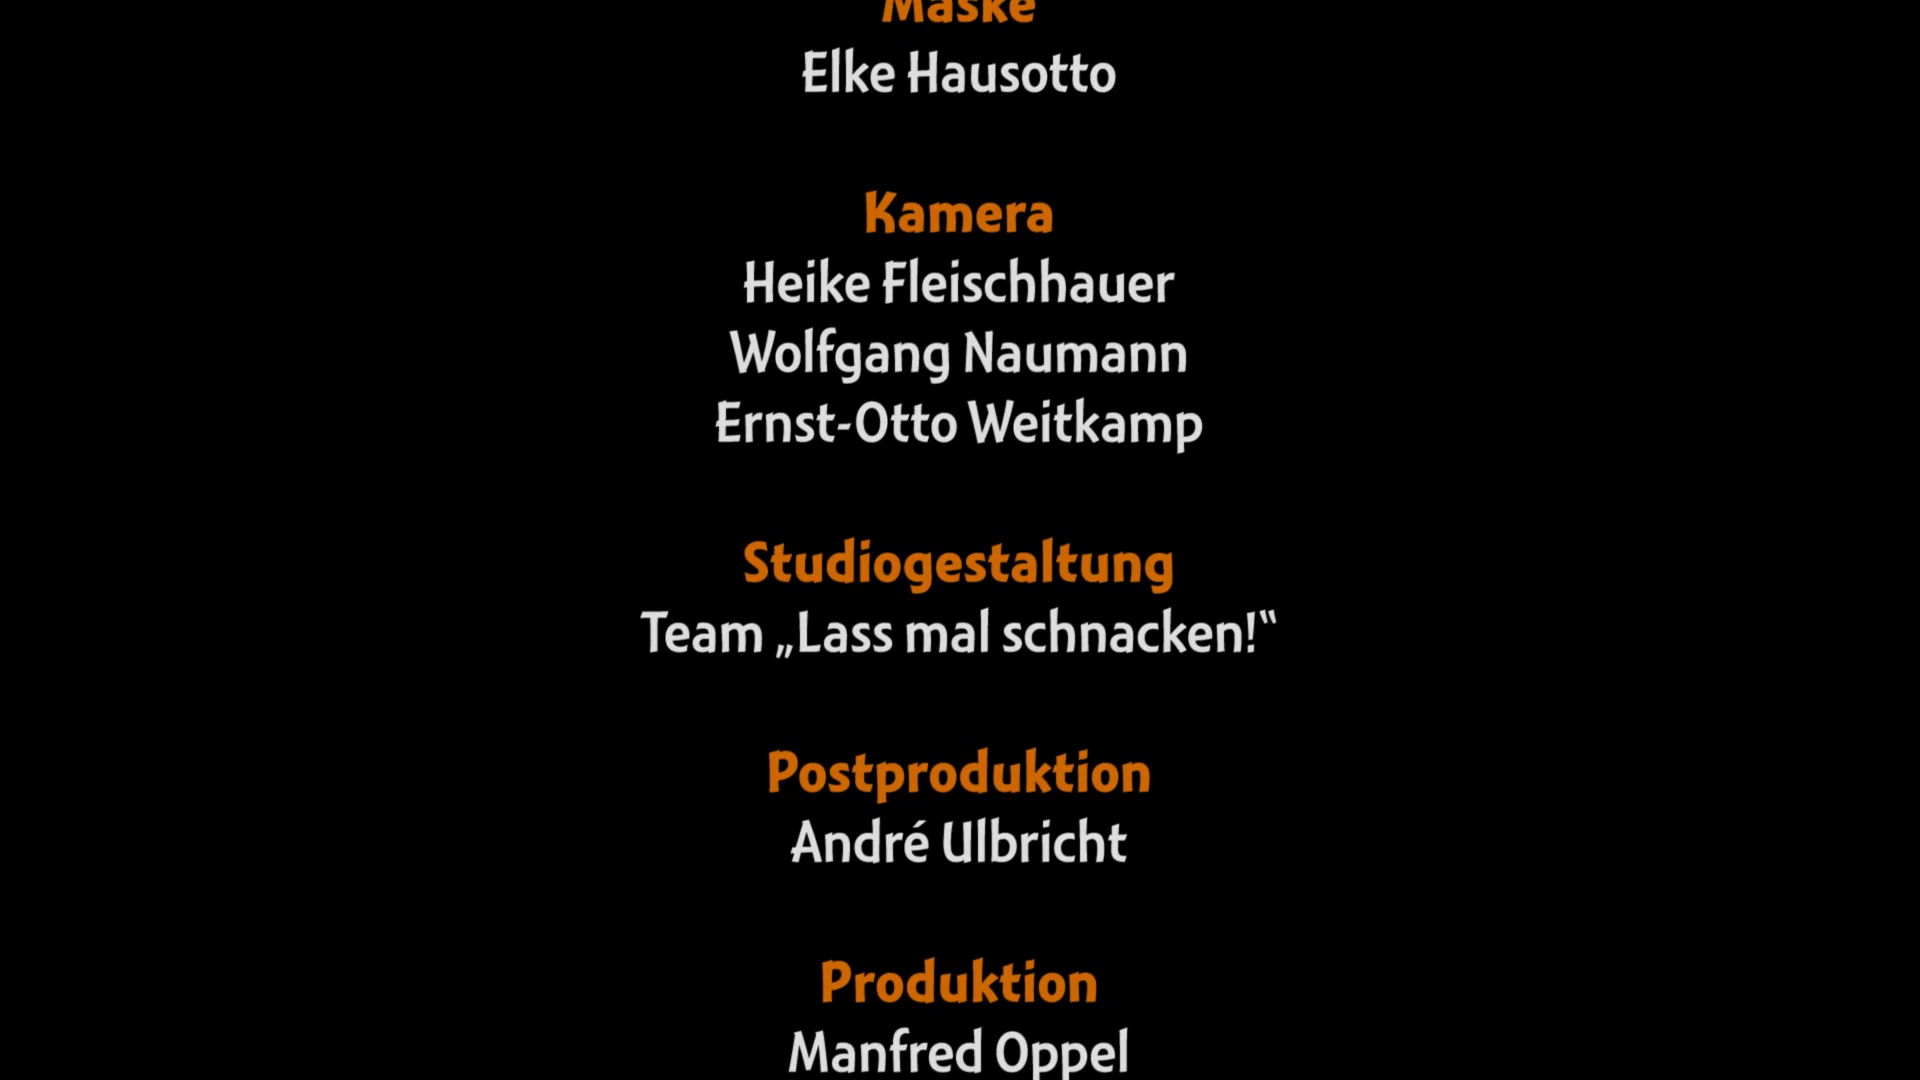 Maske
Elke Hausotto
Kamera
Heike Fleischhauer
Wolfgang Naumann
Ernst-Otto Weitkamp
Studiogestaltung
Team „Lass mal schnacken!“
Postproduktion
André Ulbricht
Produktion
Manfred Oppel